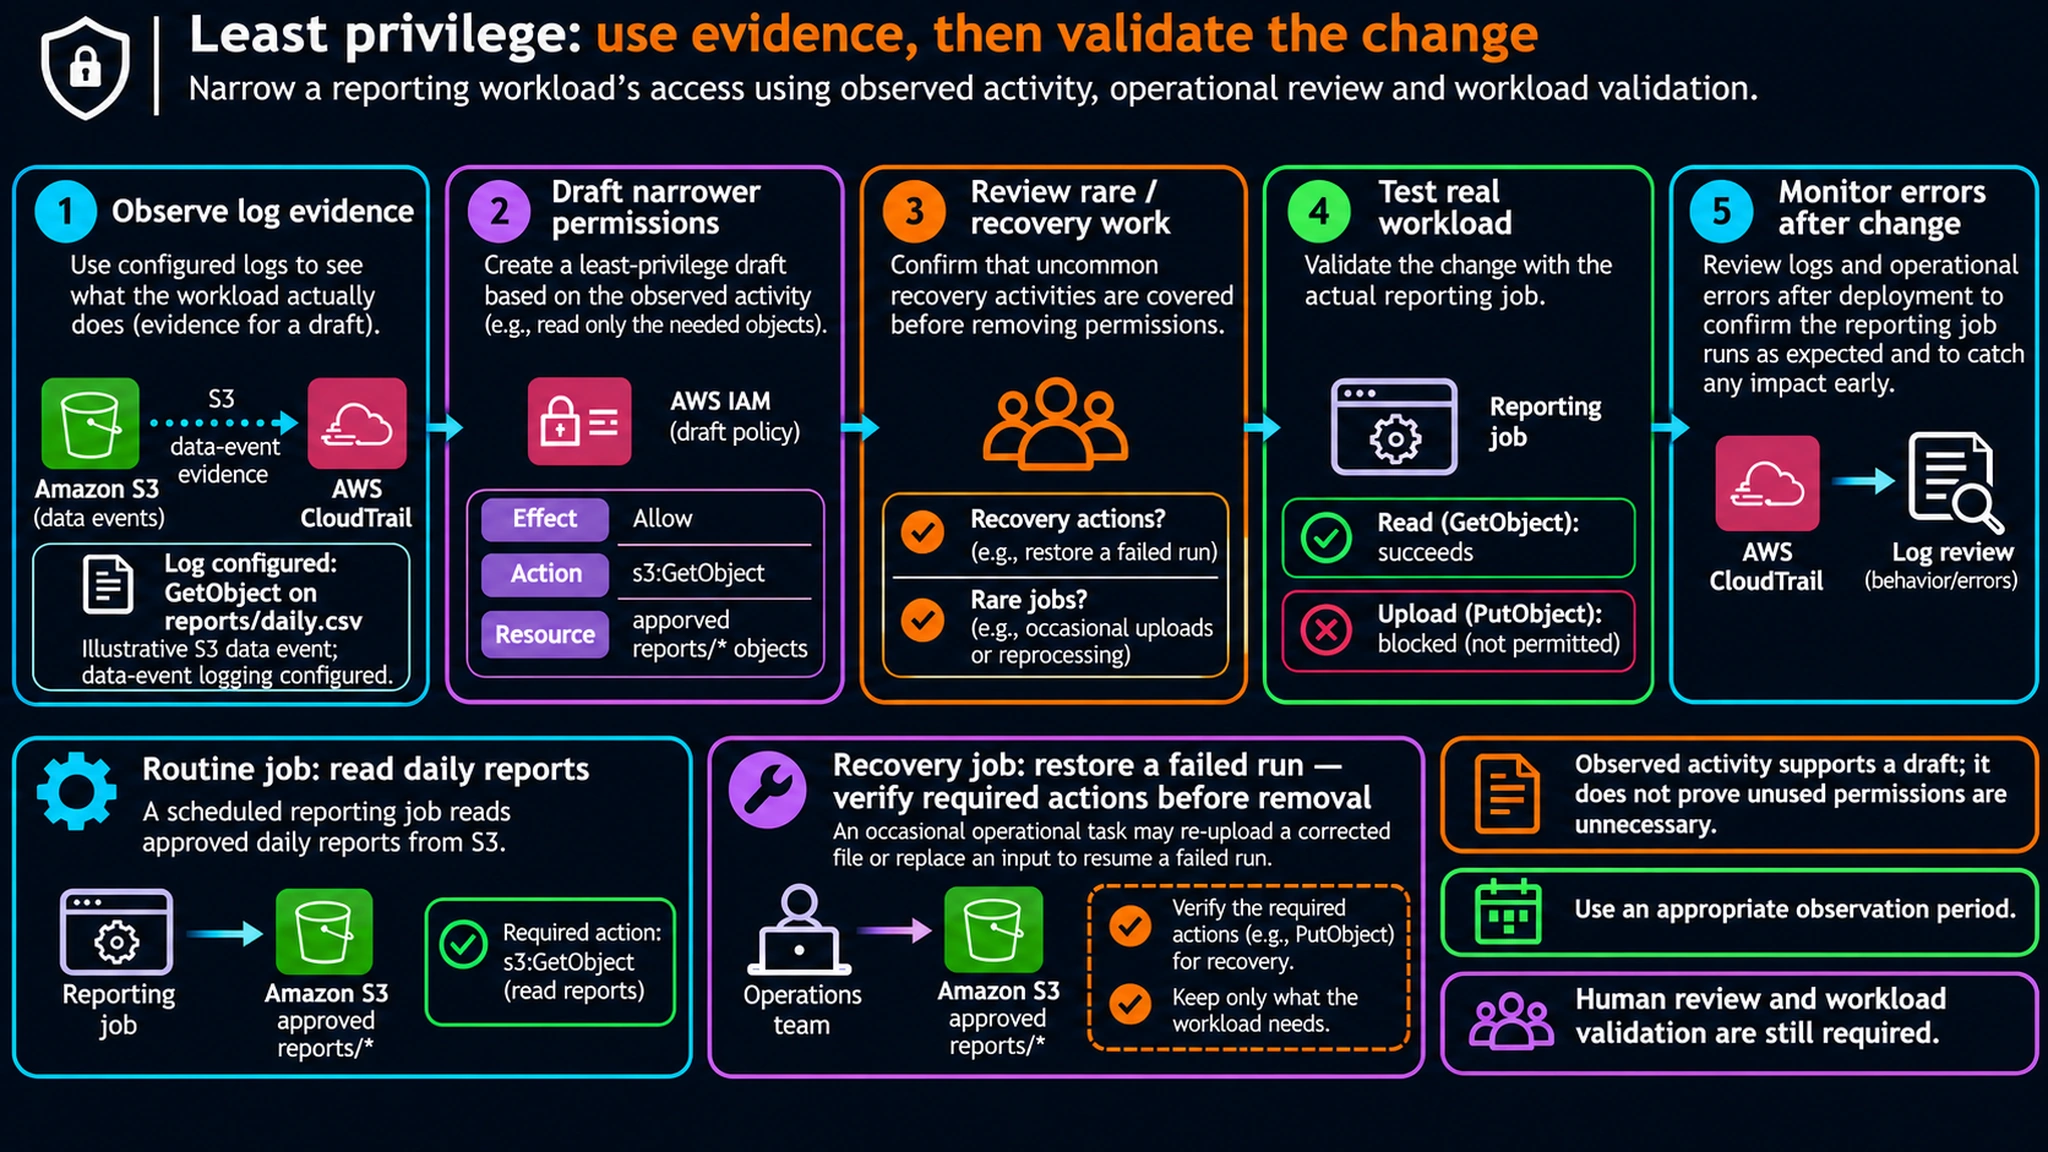 Least privilege: use evidence, then validate the change
Narrow a reporting workload's access using observed activity, operational review and workload validation.
1
Observe log evidence
Use configured logs to see
what the workload actually
does (evidence for a draft).
S3
data-event
evidence
Amazon S3
(data events)
AWS
CloudTrail
Log configured:
GetObject on
reports/daily.csv
Illustrative S3 data event;
data-event logging configured.
2
Draft narrower
permissions
Create a least-privilege draft
based on the observed activity
(e.g., read only the needed objects).
AWS IAM
(draft policy)
Effect
Allow
Action
s3:GetObject
Resource
apporved
reports/* objects
3
Review rare /
recovery work
Confirm that uncommon
recovery activities are covered
before removing permissions.
Recovery actions?
(e.g., restore a failed run)
Rare jobs?
(e.g., occasional uploads
or reprocessing)
4
Test real
workload
Validate the change with the
actual reporting job.
Reporting
job
Read (GetObject):
succeeds
Upload (PutObject):
blocked (not permitted)
5
Monitor errors
after change
Review logs and operational
errors after deployment to
confirm the reporting job
runs as expected and to catch
any impact early.
AWS
CloudTrail
Log review
(behavior/errors)
Routine job: read daily reports
A scheduled reporting job reads
approved daily reports from S3.
Reporting
job
Amazon S3
approved
reports/*
Required action:
s3:GetObject
(read reports)
Recovery job: restore a failed run —
verify required actions before removal
An occasional operational task may re-upload a corrected
file or replace an input to resume a failed run.
Operations
team
Amazon S3
approved
reports/*
Verify the required
actions (e.g., PutObject)
for recovery.
Keep only what the
workload needs.
Observed activity supports a draft; it
does not prove unused permissions are
unnecessary.
Use an appropriate observation period.
Human review and workload
validation are still required.